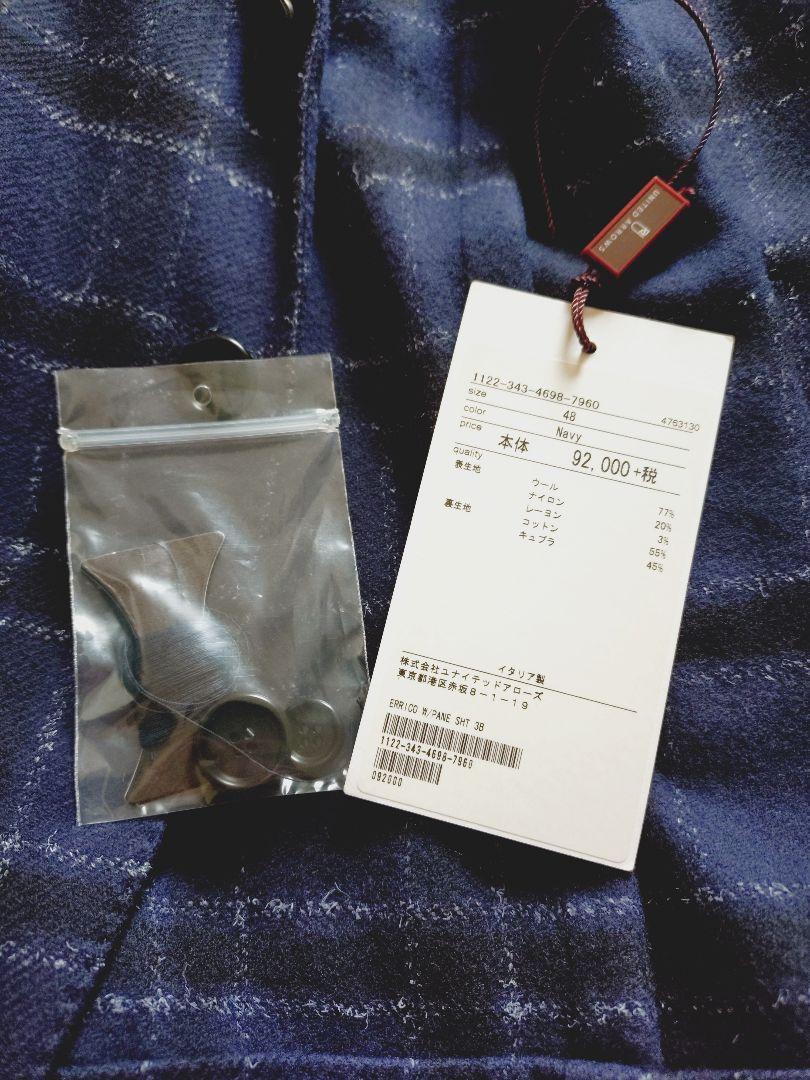 UNITED ARROWS
1122-343-4698-7960
size 48 4763130
color Navy
price 本体 92,000+税
quality
表生地 ウール 77%
ナイロン 20%
レーヨン 3%
裏生地 コットン 55%
キュプラ 45%
イタリア製
株式会社ユナイテッドアローズ
東京都港区赤坂8-1-19
ERRICO W/PANE SHT 3B
1122-343-4698-7960
092000